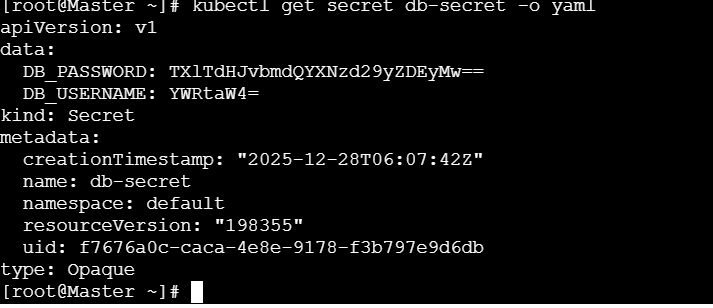 [root@Master ~]# kubectl get secret db-secret -o yaml
apiVersion: v1
data:
  DB_PASSWORD: TXlTdHJvbmdQYXNzd29yZDEyMw==
  DB_USERNAME: YWRtaW4=
kind: Secret
metadata:
  creationTimestamp: "2025-12-28T06:07:42Z"
  name: db-secret
  namespace: default
  resourceVersion: "198355"
  uid: f7676a0c-caca-4e8e-9178-f3b797e9d6db
type: Opaque
[root@Master ~]#